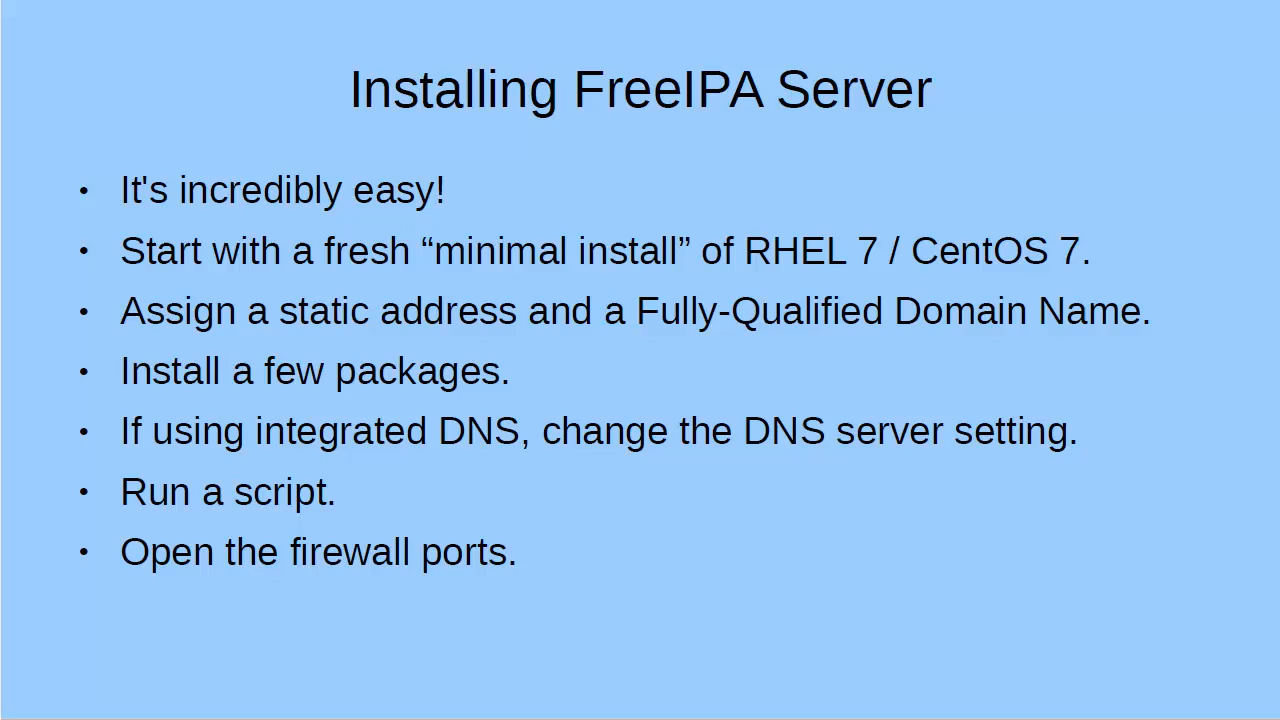 Installing FreeIPA Server
• It's incredibly easy!
• Start with a fresh “minimal install” of RHEL 7 / CentOS 7.
• Assign a static address and a Fully-Qualified Domain Name.
• Install a few packages.
• If using integrated DNS, change the DNS server setting.
• Run a script.
• Open the firewall ports.